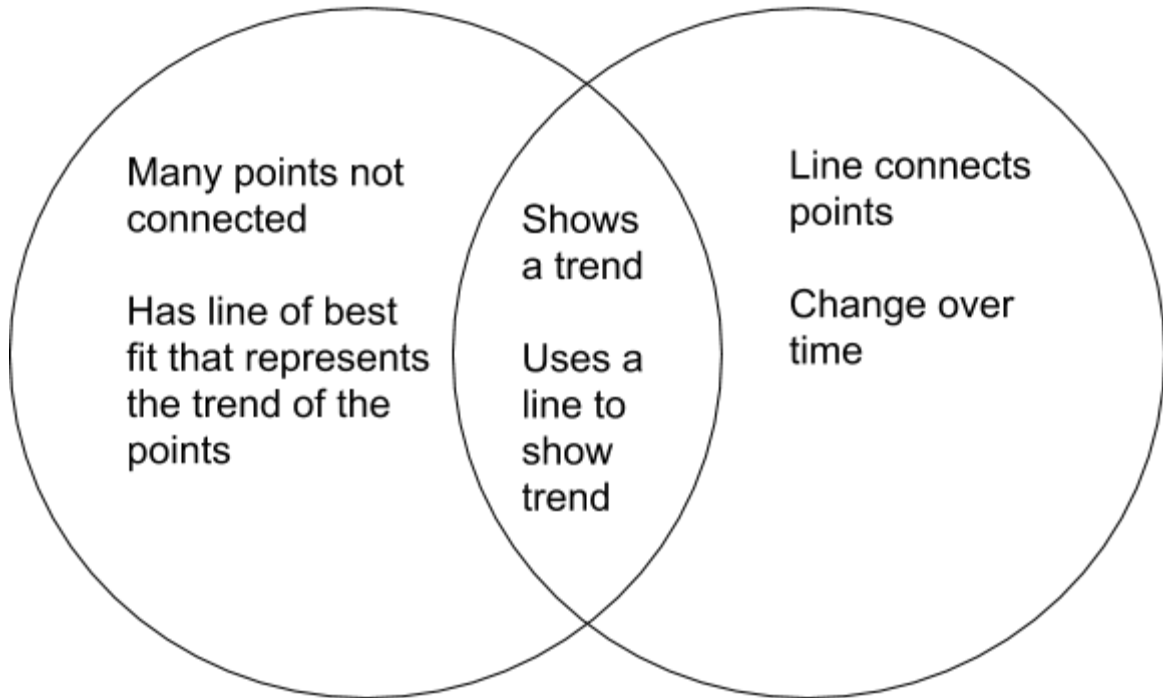 Many points not
connected
Has line of best
fit that represents
the trend of the
points
Shows
a trend
Uses a
line to
show
trend
Line connects
points
Change over
time